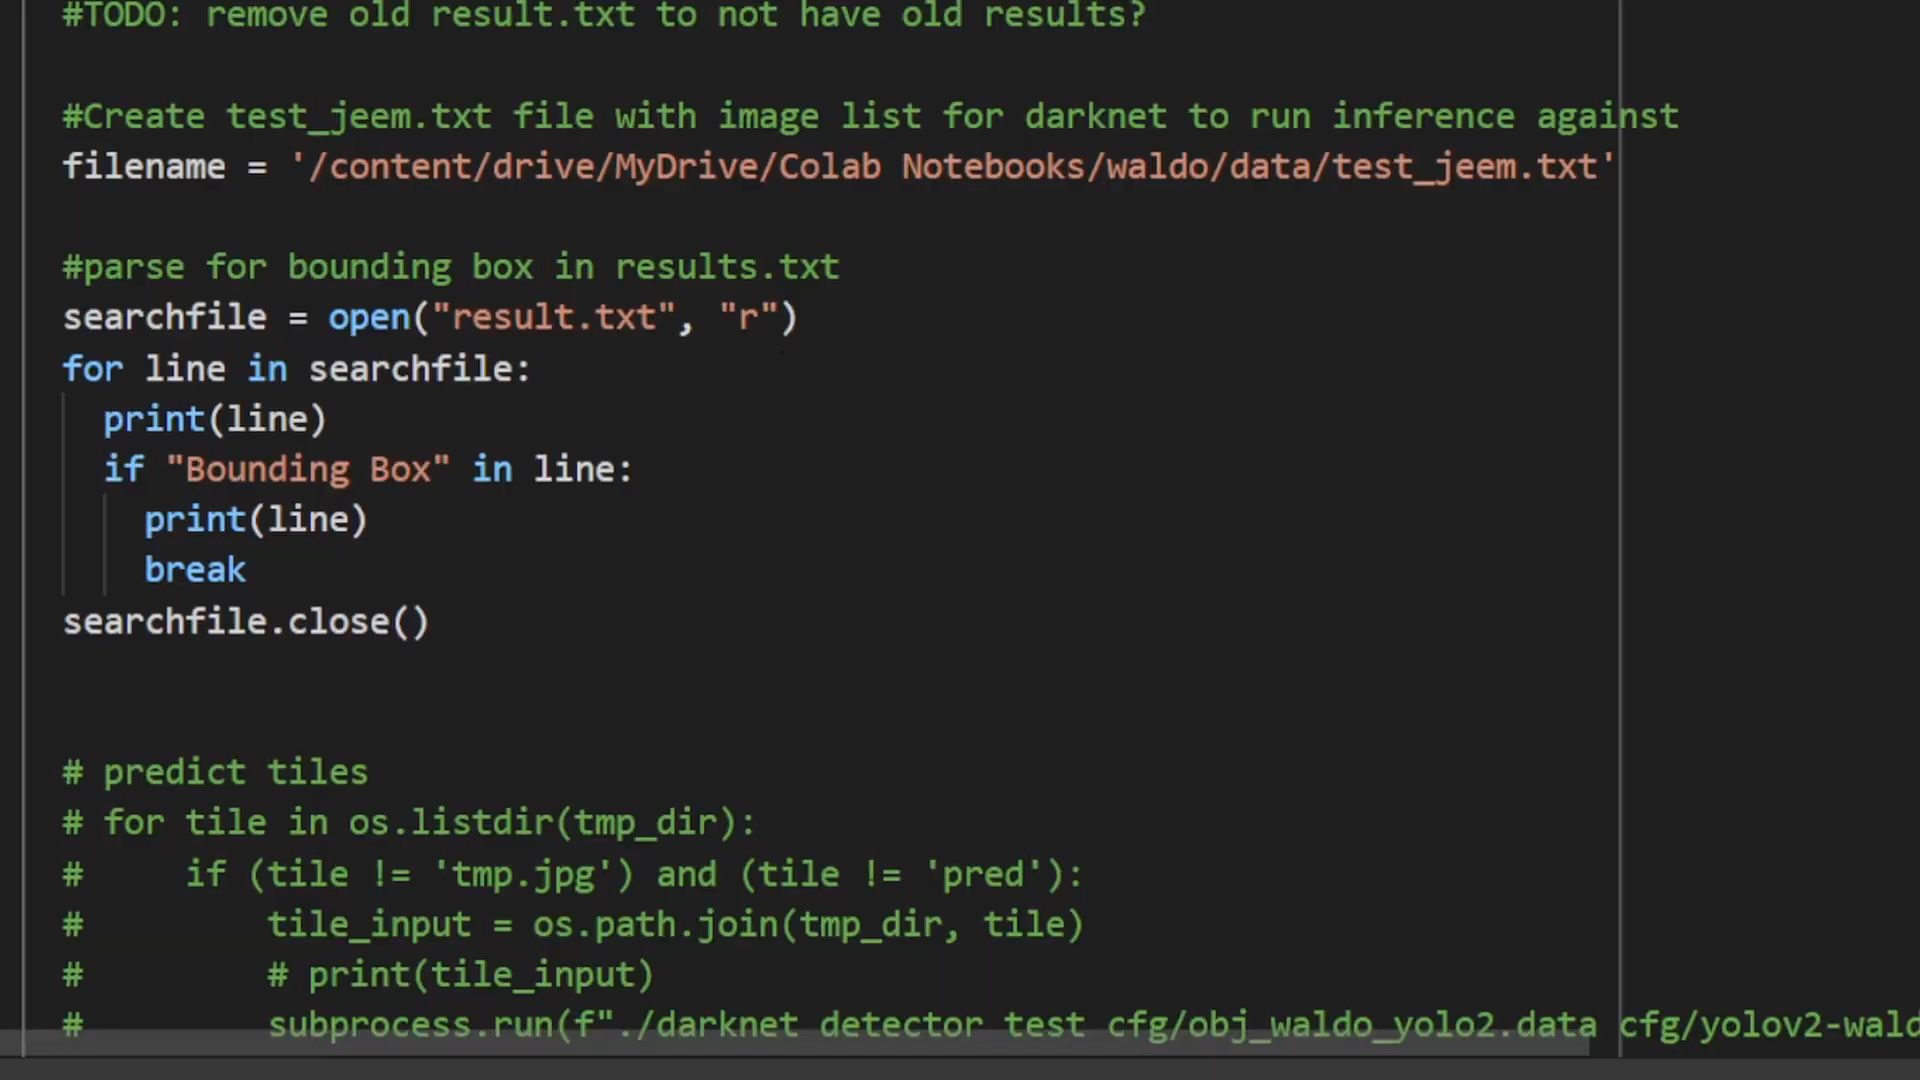 #TODO: remove old result.txt to not have old results?
#Create test_jeem.txt file with image list for darknet to run inference against
filename = '/content/drive/MyDrive/Colab Notebooks/waldo/data/test_jeem.txt'
#parse for bounding box in results.txt
searchfile = open("result.txt", "r")
for line in searchfile:
  print(line)
  if "Bounding Box" in line:
    print(line)
    break
searchfile.close()
# predict tiles
# for tile in os.listdir(tmp_dir):
#     if (tile != 'tmp.jpg') and (tile != 'pred'):
#         tile_input = os.path.join(tmp_dir, tile)
#         # print(tile_input)
#         subprocess.run(f"./darknet detector test cfg/obj_waldo_yolo2.data cfg/yolov2-wald